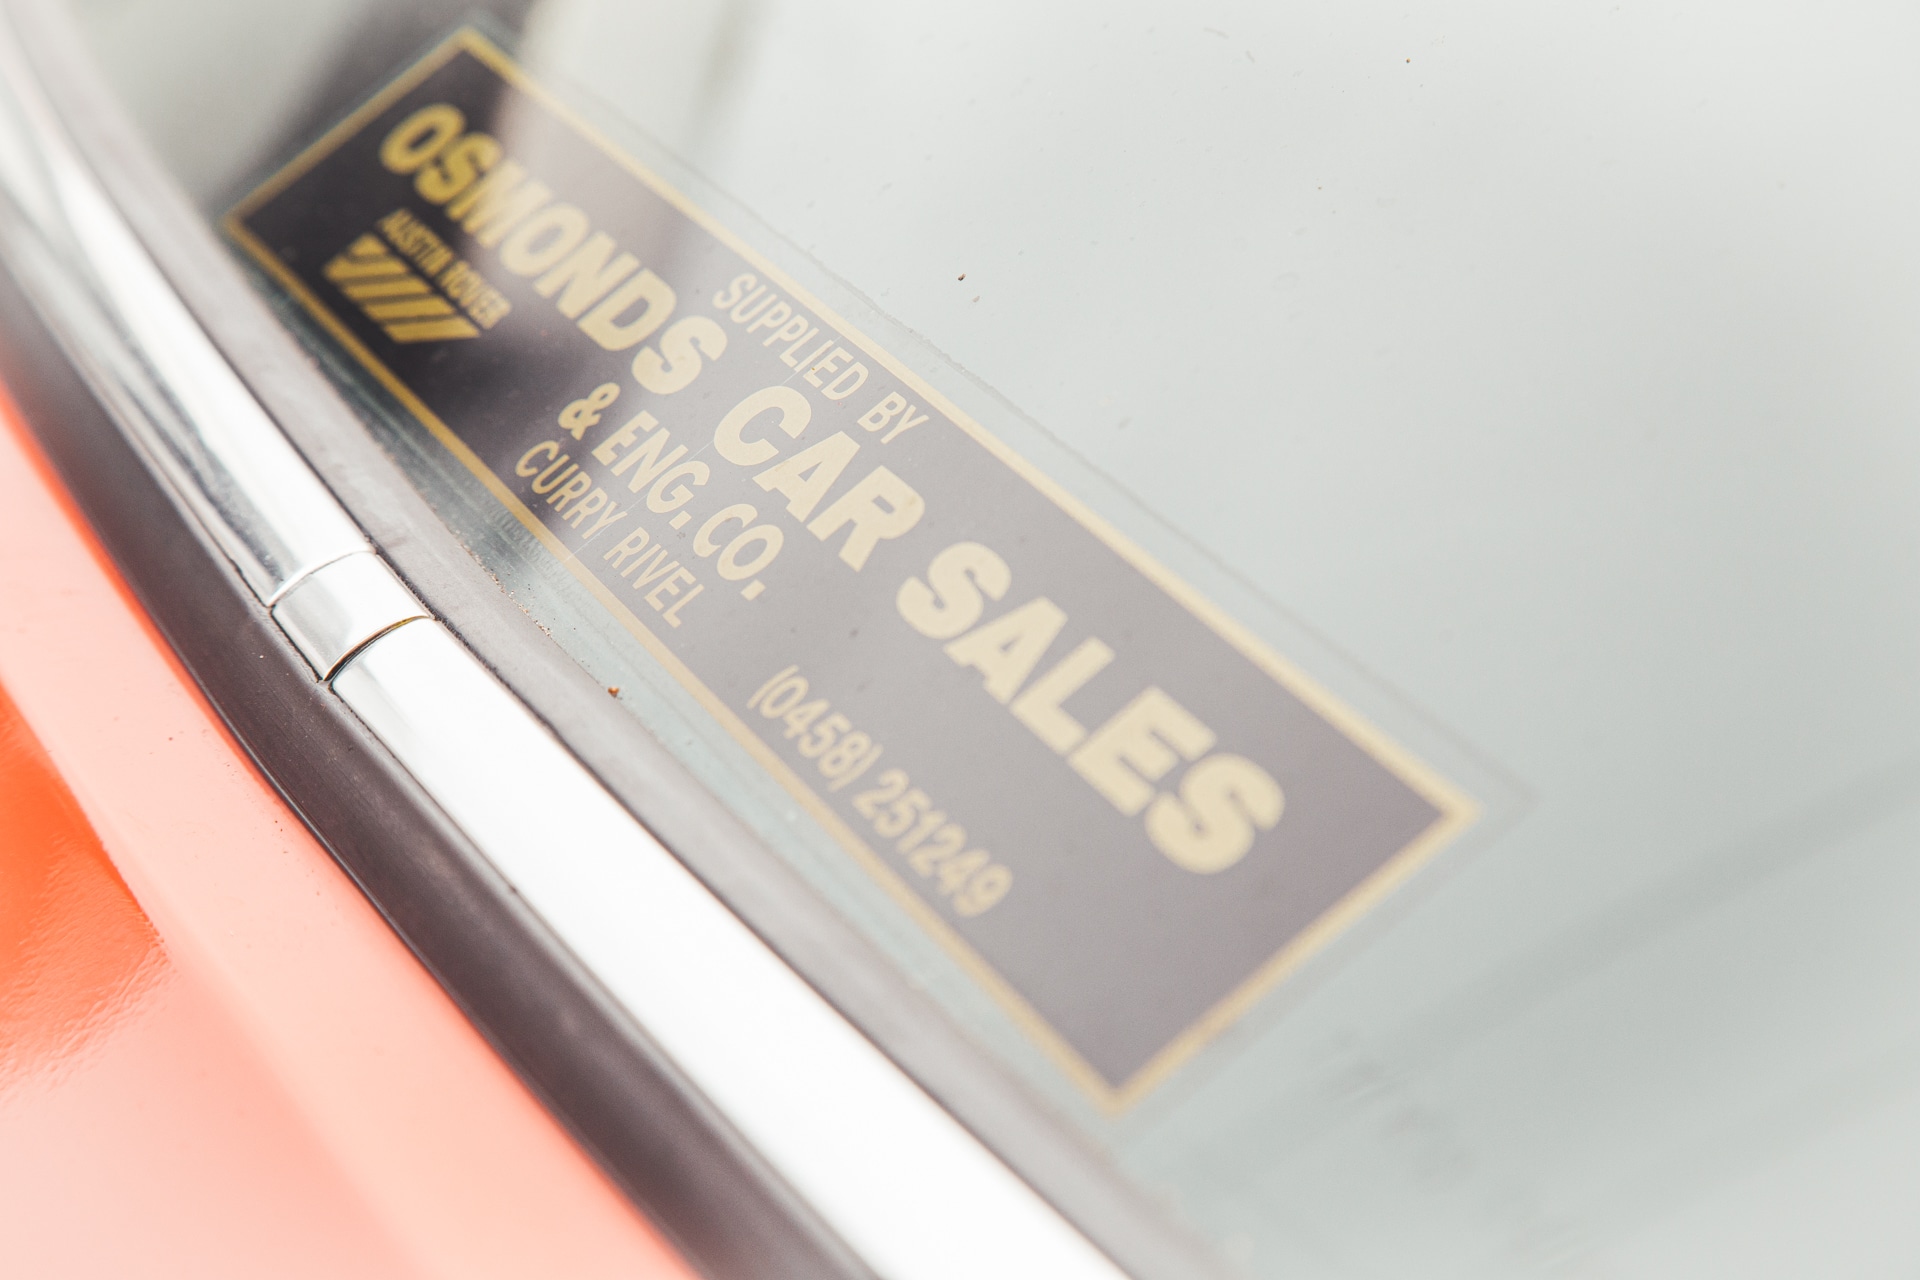 SUPPLIED BY
OSMONDS CAR SALES
AUSTIN ROVER
& ENG. CO.
CURRY RIVEL
(0458) 251249